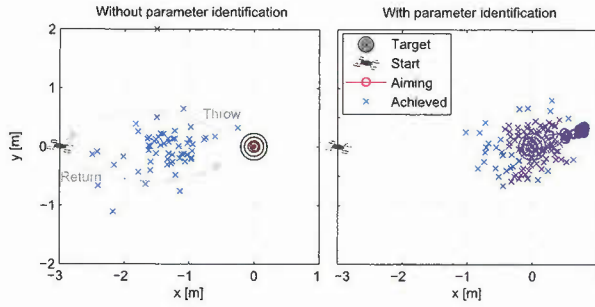 Without parameter identification
With parameter identification
2
1
0
−1
−2
y [m]
Throw
Return
−3
−2
−1
0
1
x [m]
Target
Start
Aiming
Achieved
−3
−2
−1
0
1
x [m]